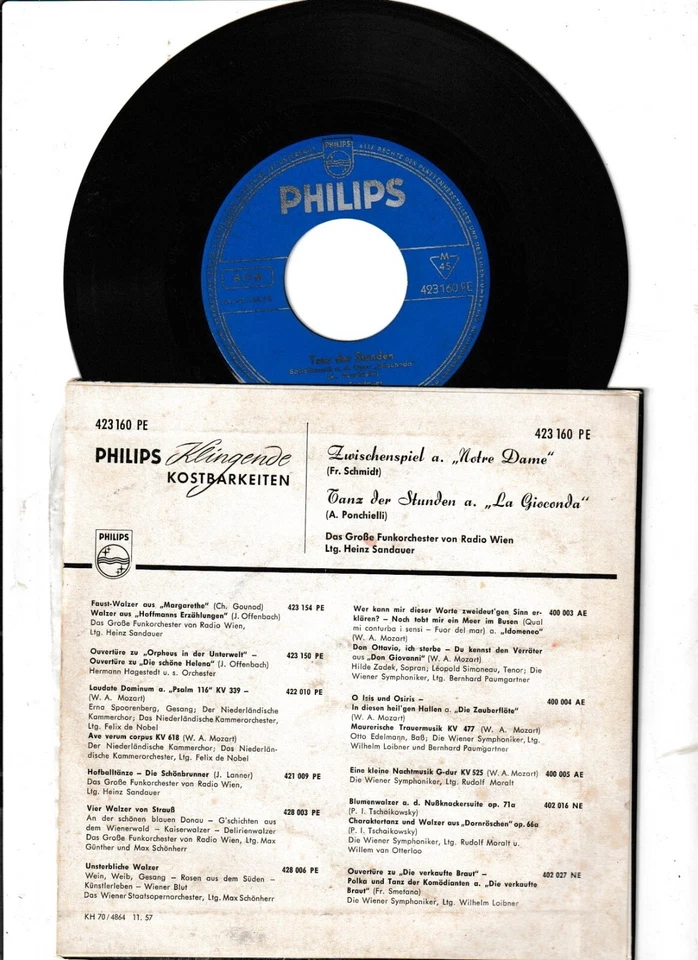 PHILIPS
PHILIPS
M
45
423 160 PE
Tanz der Stunden
423 160 PE
423 160 PE
PHILIPS Klingende
KOSTBARKEITEN
Zwischenspiel a. „Notre Dame"
(Fr. Schmidt)
Tanz der Stunden a. „La Gioconda"
(A. Ponchielli)
Das Große Funkorchester von Radio Wien
Ltg. Heinz Sandauer
PHILIPS
Faust-Walzer aus „Margarethe" (Ch. Gounod) 423 154 PE
Walzer aus „Hoffmanns Erzählungen" (J. Offenbach)
Das Große Funkorchester von Radio Wien,
Ltg. Heinz Sandauer
Ouvertüre zu „Orpheus in der Unterwelt" – 423 150 PE
Ouvertüre zu „Die schöne Helena" (J. Offenbach)
Hermann Hagestedt u. s. Orchester
Laudate Dominum a. „Psalm 116" KV 339 – 422 010 PE
(W. A. Mozart)
Erna Spoorenberg, Gesang; Der Niederländische
Kammerchor; Das Niederländische Kammerorchester,
Ltg. Felix de Nobel
Ave verum corpus KV 618 (W. A. Mozart)
Der Niederländische Kammerchor; Das Niederlän-
dische Kammerorchester, Ltg. Felix de Nobel
Hofballtänze – Die Schönbrunner (J. Lanner) 421 009 PE
Das Große Funkorchester von Radio Wien,
Ltg. Heinz Sandauer
Vier Walzer von Strauß 428 003 PE
An der schönen blauen Donau – G'schichten aus
dem Wienerwald – Kaiserwalzer – Delirienwalzer
Das Große Funkorchester von Radio Wien, Ltg. Max
Günther und Max Schönherr
Unsterbliche Walzer 428 006 PE
Wein, Weib, Gesang – Rosen aus dem Süden –
Künstlerleben – Wiener Blut
Das Wiener Staatsopernorchester, Ltg. Max Schönherr
KH 70/4864 11. 57
Wer kann mir dieser Worte zweideut'gen Sinn er- 400 003 AE
klären? – Noch tobt mir ein Meer im Busen (Qual
mi conturba i sensi – Fuor del mar) a. „Idomeneo"
(W. A. Mozart)
Don Ottavio, ich sterbe – Du kennst den Verräter
aus „Don Giovanni" (W. A. Mozart)
Hilde Zadek, Sopran; Léopold Simoneau, Tenor; Die
Wiener Symphoniker, Ltg. Bernhard Paumgartner
O Isis und Osiris – 400 004 AE
In diesen heil'gen Hallen a. „Die Zauberflöte"
(W. A. Mozart)
Maurerische Trauermusik KV 477 (W. A. Mozart)
Otto Edelmann, Baß; Die Wiener Symphoniker, Ltg.
Wilhelm Loibner und Bernhard Paumgartner
Eine kleine Nachtmusik G-dur KV 525 (W. A. Mozart) 400 005 AE
Die Wiener Symphoniker, Ltg. Rudolf Moralt
Blumenwalzer a. d. Nußknackersuite op. 71a 402 016 NE
(P. I. Tschaikowsky)
Charaktertanz und Walzer aus „Dornröschen" op. 66a
(P. I. Tschaikowsky)
Die Wiener Symphoniker, Ltg. Rudolf Moralt u.
Willem van Otterloo
Ouvertüre zu „Die verkaufte Braut" – 402 027 NE
Polka und Tanz der Komödianten a. „Die verkaufte
Braut" (Fr. Smetana)
Die Wiener Symphoniker, Ltg. Wilhelm Loibner